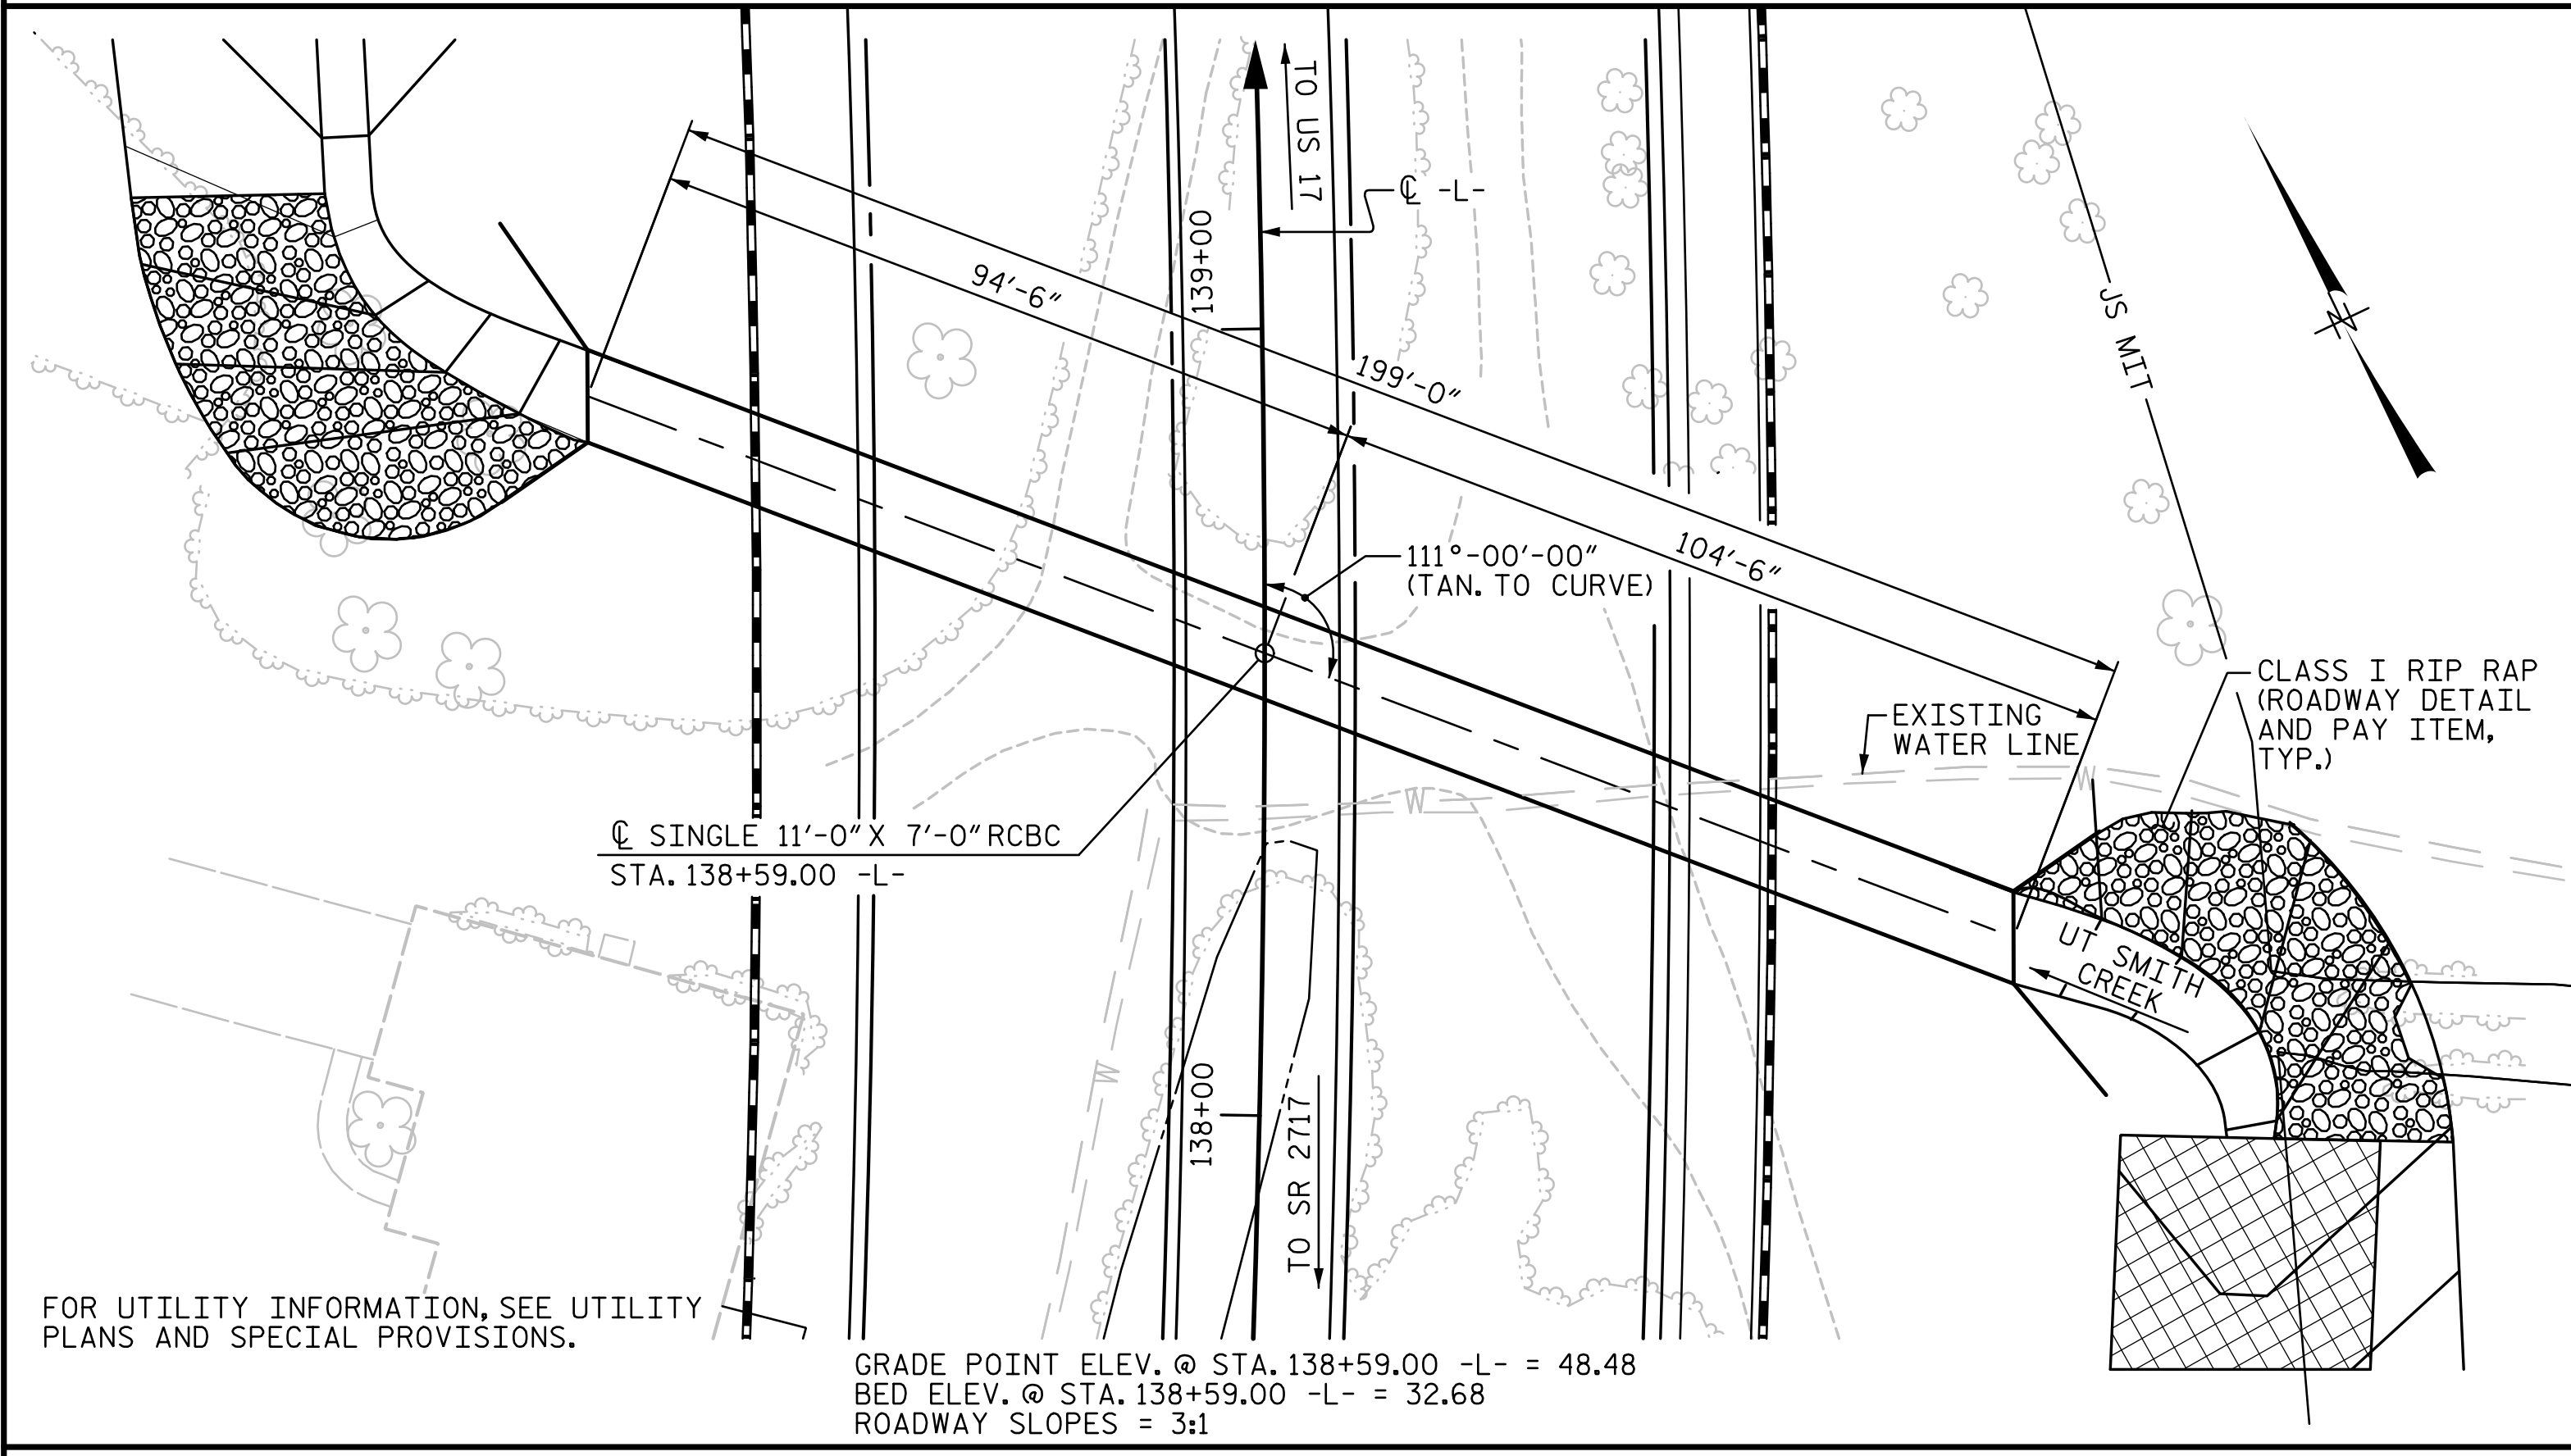 TO US 17
℄ -L-
139+00
94'-6"
199'-0"
JS MIT
N
111°-00'-00"
(TAN. TO CURVE)
104'-6"
CLASS I RIP RAP
(ROADWAY DETAIL
AND PAY ITEM,
TYP.)
EXISTING
WATER LINE
W
W
℄ SINGLE 11'-0" X 7'-0" RCBC
STA. 138+59.00 -L-
UT SMITH
CREEK
W
138+00
TO SR 2717
FOR UTILITY INFORMATION, SEE UTILITY
PLANS AND SPECIAL PROVISIONS.
GRADE POINT ELEV. @ STA. 138+59.00 -L- = 48.48
BED ELEV. @ STA. 138+59.00 -L- = 32.68
ROADWAY SLOPES = 3:1